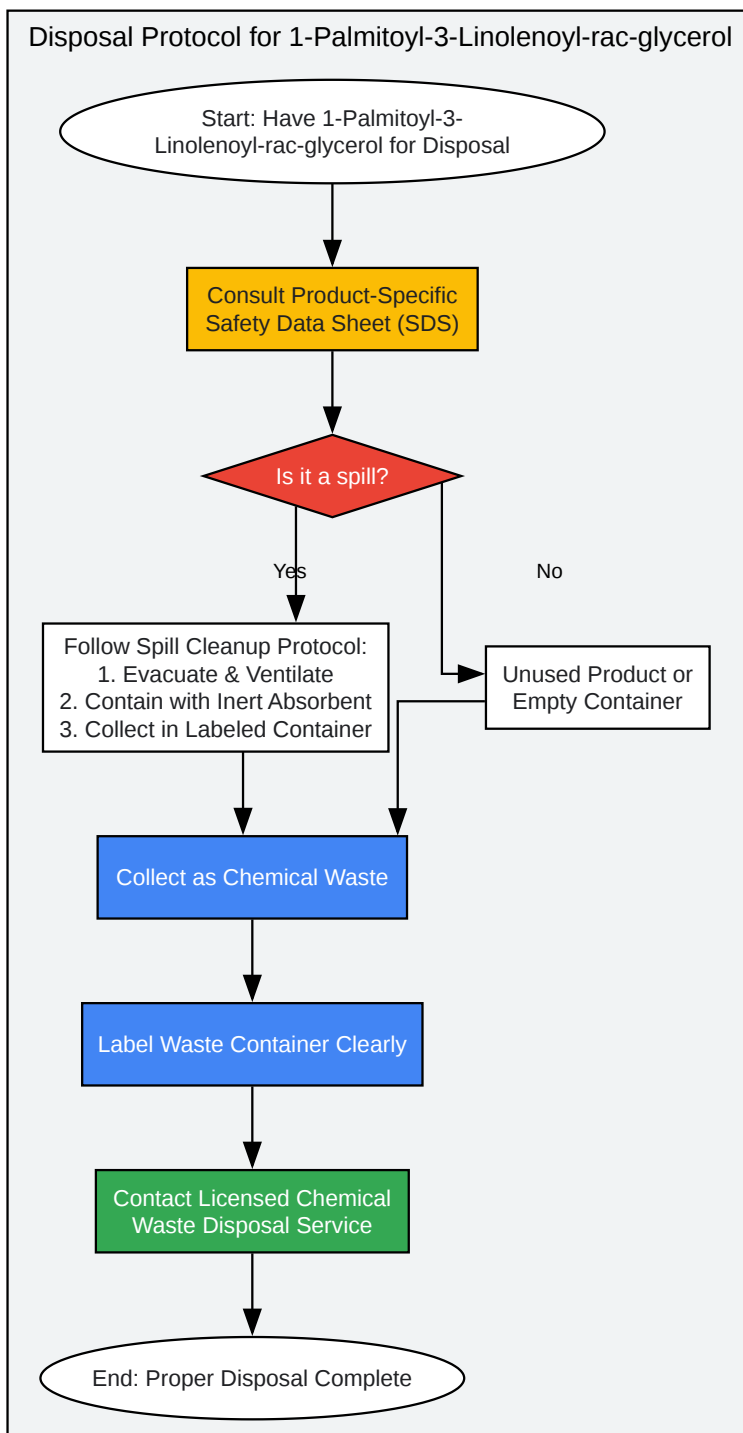 Disposal Protocol for 1-Palmitoyl-3-Linolenoyl-rac-glycerol
Start: Have 1-Palmitoyl-3-
Linolenoyl-rac-glycerol for Disposal
Consult Product-Specific
Safety Data Sheet (SDS)
Is it a spill?
Yes
No
Follow Spill Cleanup Protocol:
1. Evacuate & Ventilate
2. Contain with Inert Absorbent
3. Collect in Labeled Container
Unused Product or
Empty Container
Collect as Chemical Waste
Label Waste Container Clearly
Contact Licensed Chemical
Waste Disposal Service
End: Proper Disposal Complete